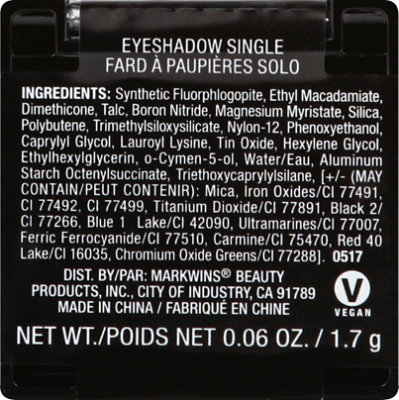 EYESHADOW SINGLE
FARD À PAUPIÈRES SOLO
INGREDIENTS: Synthetic Fluorphlogopite, Ethyl Macadamiate,
Dimethicone, Talc, Boron Nitride, Magnesium Myristate, Silica,
Polybutene, Trimethylsiloxysilicate, Nylon-12, Phenoxyethanol,
Caprylyl Glycol, Lauroyl Lysine, Tin Oxide, Hexylene Glycol,
Ethylhexylglycerin, o-Cymen-5-ol, Water/Eau, Aluminum
Starch Octenylsuccinate, Triethoxycaprylylsilane, [+/- (MAY
CONTAIN/PEUT CONTENIR): Mica, Iron Oxides/CI 77491,
CI 77492, CI 77499, Titanium Dioxide/CI 77891, Black 2/
CI 77266, Blue 1 Lake/CI 42090, Ultramarines/CI 77007,
Ferric Ferrocyanide/CI 77510, Carmine/CI 75470, Red 40
Lake/CI 16035, Chromium Oxide Greens/CI 77288]. 0517
DIST. BY/PAR: MARKWINS® BEAUTY
PRODUCTS, INC., CITY OF INDUSTRY, CA 91789
MADE IN CHINA / FABRIQUÉ EN CHINE
V
VEGAN
NET WT./POIDS NET 0.06 OZ. / 1.7 g